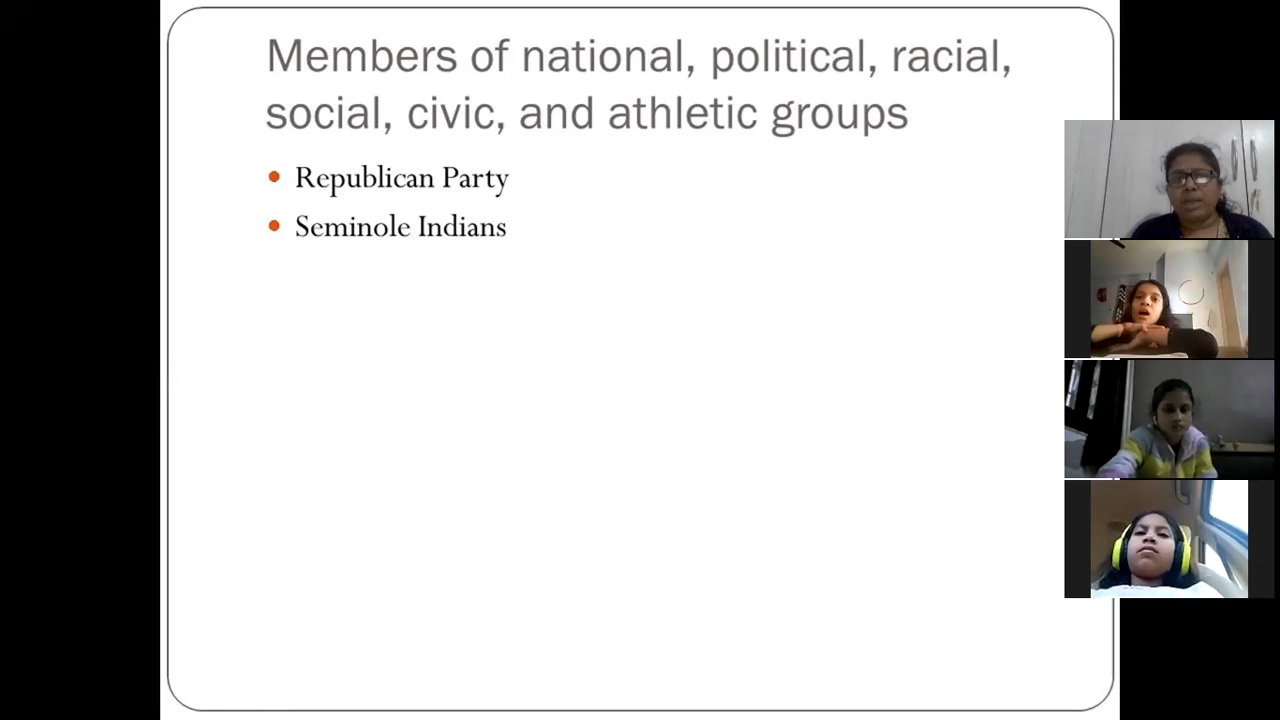 Members of national, political, racial,
social, civic, and athletic groups
Republican Party
Seminole Indians